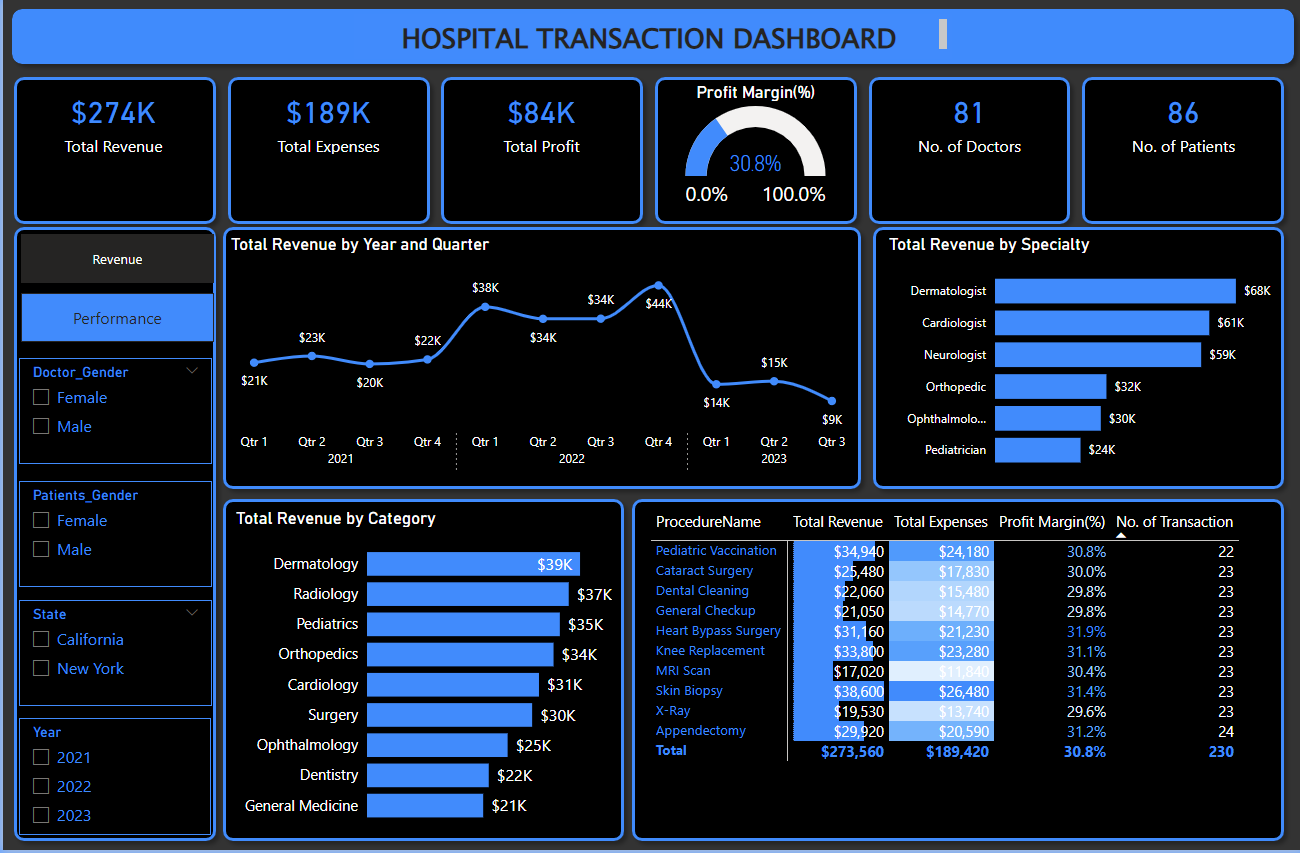 HOSPITAL TRANSACTION DASHBOARD
$274K
Total Revenue
$189K
Total Expenses
$84K
Total Profit
Profit Margin(%)
30.8%
0.0% 100.0%
81
No. of Doctors
86
No. of Patients
Revenue
Performance
Doctor_Gender
Female
Male
Patients_Gender
Female
Male
State
California
New York
Year
2021
2022
2023
Total Revenue by Year and Quarter
$21K $23K $20K $22K $38K $34K $34K $44K $14K $15K $9K
Qtr 1 Qtr 2 Qtr 3 Qtr 4 Qtr 1 Qtr 2 Qtr 3 Qtr 4 Qtr 1 Qtr 2 Qtr 3
2021 2022 2023
Total Revenue by Specialty
Dermatologist $68K
Cardiologist $61K
Neurologist $59K
Orthopedic $32K
Ophthalmolo... $30K
Pediatrician $24K
Total Revenue by Category
Dermatology $39K
Radiology $37K
Pediatrics $35K
Orthopedics $34K
Cardiology $31K
Surgery $30K
Ophthalmology $25K
Dentistry $22K
General Medicine $21K
ProcedureName Total Revenue Total Expenses Profit Margin(%) No. of Transaction
Pediatric Vaccination $34,940 $24,180 30.8% 22
Cataract Surgery $25,480 $17,830 30.0% 23
Dental Cleaning $22,060 $15,480 29.8% 23
General Checkup $21,050 $14,770 29.8% 23
Heart Bypass Surgery $31,160 $21,230 31.9% 23
Knee Replacement $33,800 $23,280 31.1% 23
MRI Scan $17,020 $11,840 30.4% 23
Skin Biopsy $38,600 $26,480 31.4% 23
X-Ray $19,530 $13,740 29.6% 23
Appendectomy $29,920 $20,590 31.2% 24
Total $273,560 $189,420 30.8% 230